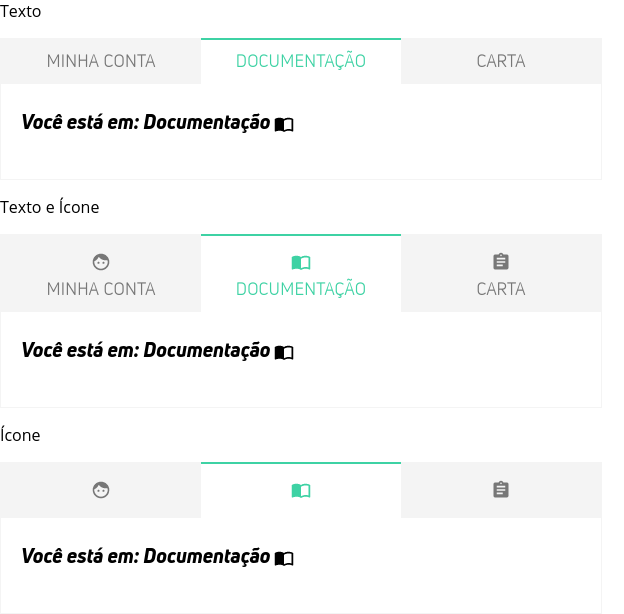 Texto
MINHA CONTA DOCUMENTAÇÃO CARTA
Você está em: Documentação
Texto e Ícone
MINHA CONTA DOCUMENTAÇÃO CARTA
Você está em: Documentação
Ícone
Você está em: Documentação